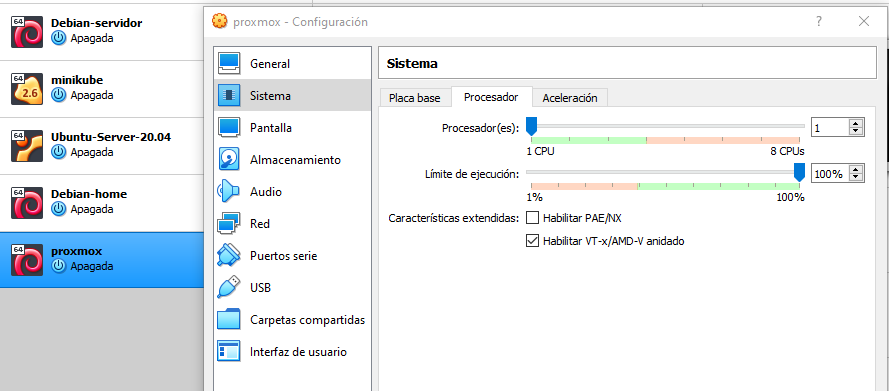 64
Debian-servidor
Apagada
64
2.6
minikube
Apagada
64
Ubuntu-Server-20.04
Apagada
64
Debian-home
Apagada
64
proxmox
Apagada
proxmox - Configuración
?
General
Sistema
Pantalla
Almacenamiento
Audio
Red
Puertos serie
USB
Carpetas compartidas
Interfaz de usuario
Sistema
Placa base Procesador Aceleración
Procesador(es): 1
1 CPU 8 CPUs
Límite de ejecución: 100%
1% 100%
Características extendidas: Habilitar PAE/NX
Habilitar VT-x/AMD-V anidado